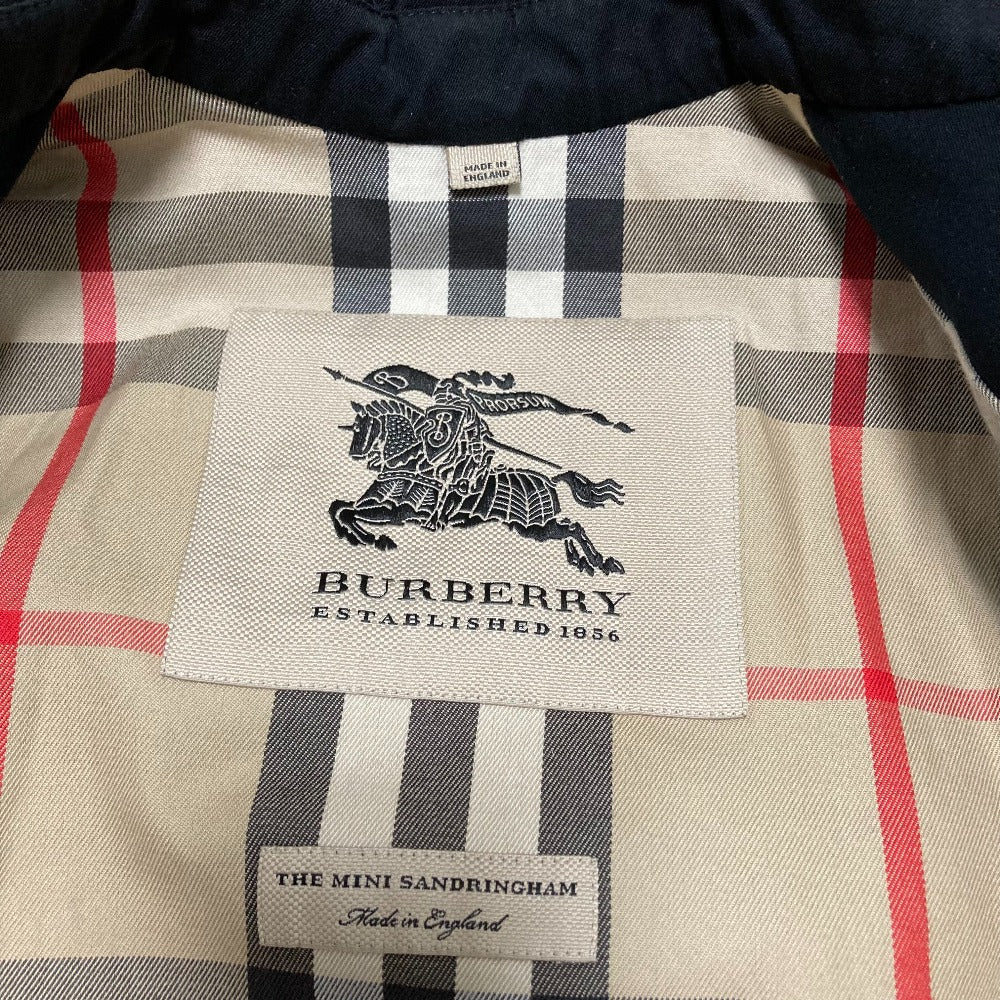 MADE IN
ENGLAND
B PRORSUM
B
BURBERRY
ESTABLISHED 1856
THE MINI SANDRINGHAM
Made in England